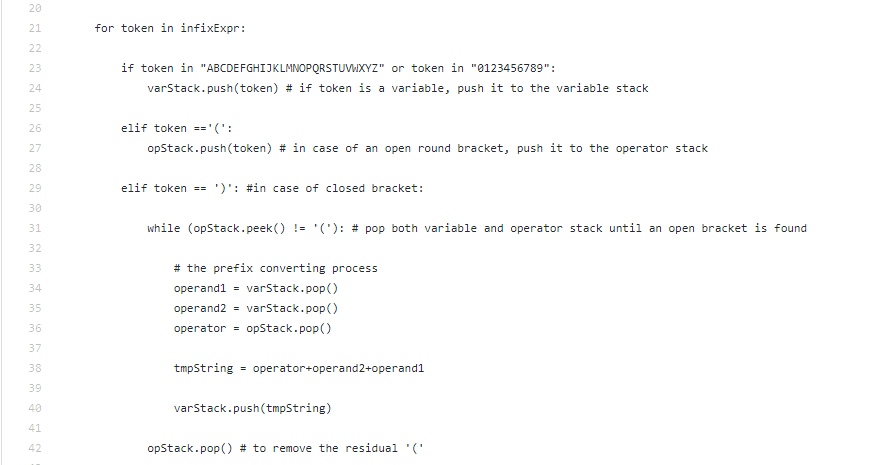 20
21 for token in infixExpr:
22
23 if token in "ABCDEFGHIJKLMNOPQRSTUVWXYZ" or token in "0123456789":
24 varStack.push(token) # if token is a variable, push it to the variable stack
25
26 elif token =='(':
27 opStack.push(token) # in case of an open round bracket, push it to the operator stack
28
29 elif token == ')': #in case of closed bracket:
30
31 while (opStack.peek() != '('): # pop both variable and operator stack until an open bracket is found
32
33 # the prefix converting process
34 operand1 = varStack.pop()
35 operand2 = varStack.pop()
36 operator = opStack.pop()
37
38 tmpString = operator+operand2+operand1
39
40 varStack.push(tmpString)
41
42 opStack.pop() # to remove the residual '('